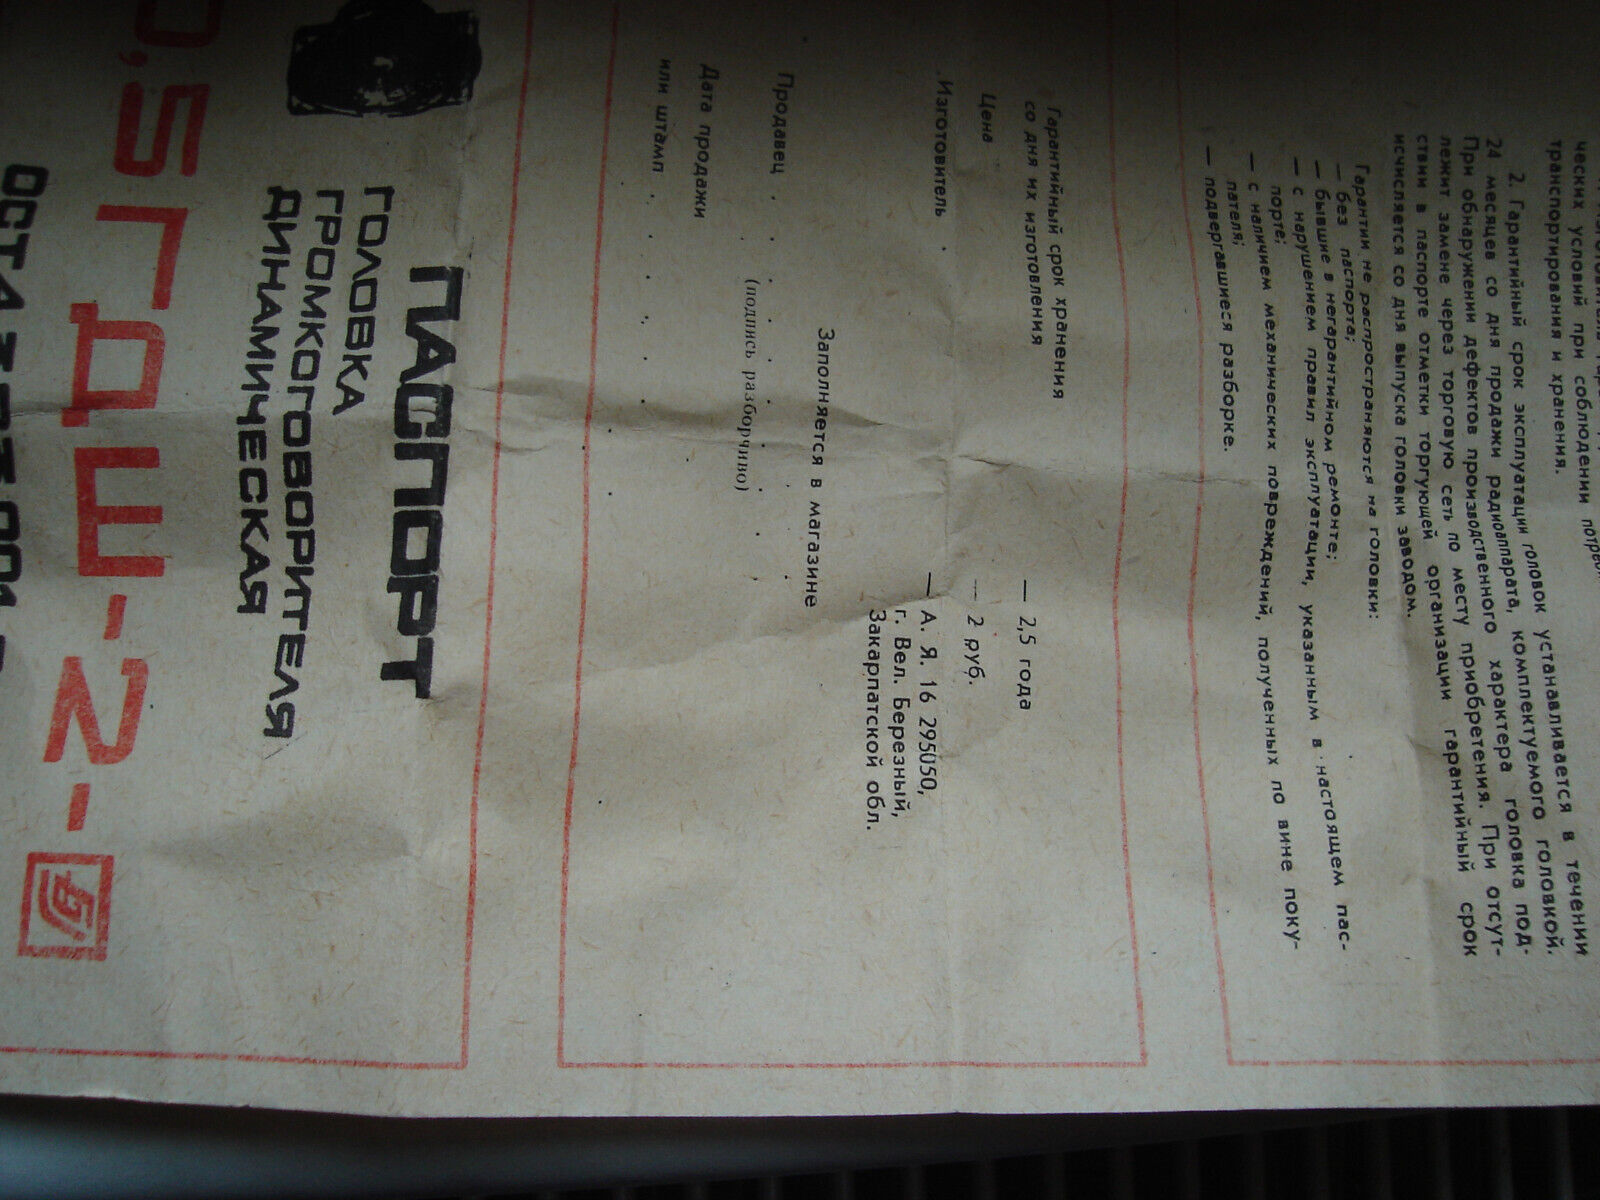 ческих условий при соблюдении
транспортирования и хранения.
2. Гарантийный срок эксплуатации головок устанавливается в течении
24 месяцев со дня продажи радиоаппарата, комплектуемого головкой.
При обнаружении дефектов производственного характера головка под-
лежит замене через торговую сеть по месту приобретения. При отсут-
ствии в паспорте отметки торгующей организации гарантийный срок
исчисляется со дня выпуска головки заводом.
Гарантии не распространяются на головки:
— без паспорта;
— бывшие в негарантийном ремонте;
— с нарушением правил эксплуатации, указанным в настоящем пас-
порте;
— с наличием механических повреждений, полученных по вине поку-
пателя;
— подвергавшиеся разборке.
Гарантийный срок хранения
со дня их изготовления — 2,5 года
Цена — 2 руб.
Изготовитель — А. Я. 16 295050,
г. Вел. Березный,
Закарпатской обл.
Заполняется в магазине
Продавец
(подпись разборчиво)
Дата продажи
или штамп
ПАСПОРТ
ГОЛОВКА
ГРОМКОГОВОРИТЕЛЯ
ДИНАМИЧЕСКАЯ
0,5ГДШ-2-